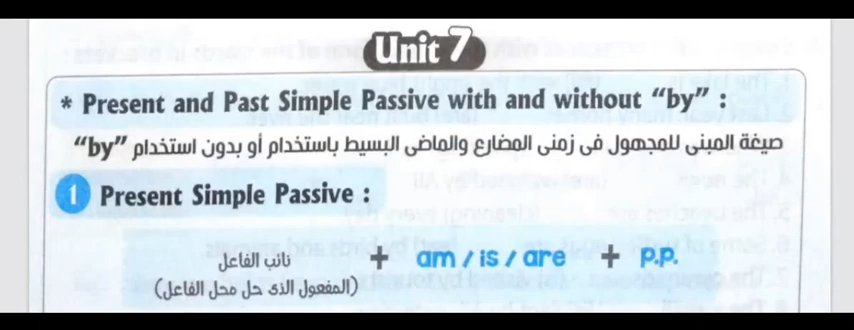 Unit 7
* Present and Past Simple Passive with and without “by” :
صيغة المبنى للمجهول فى زمنى المضارع والماضى البسيط باستخدام أو بدون استخدام “by”
1 Present Simple Passive :
نائب الفاعل + am / is / are + p.p.
(المفعول الذى حل محل الفاعل)